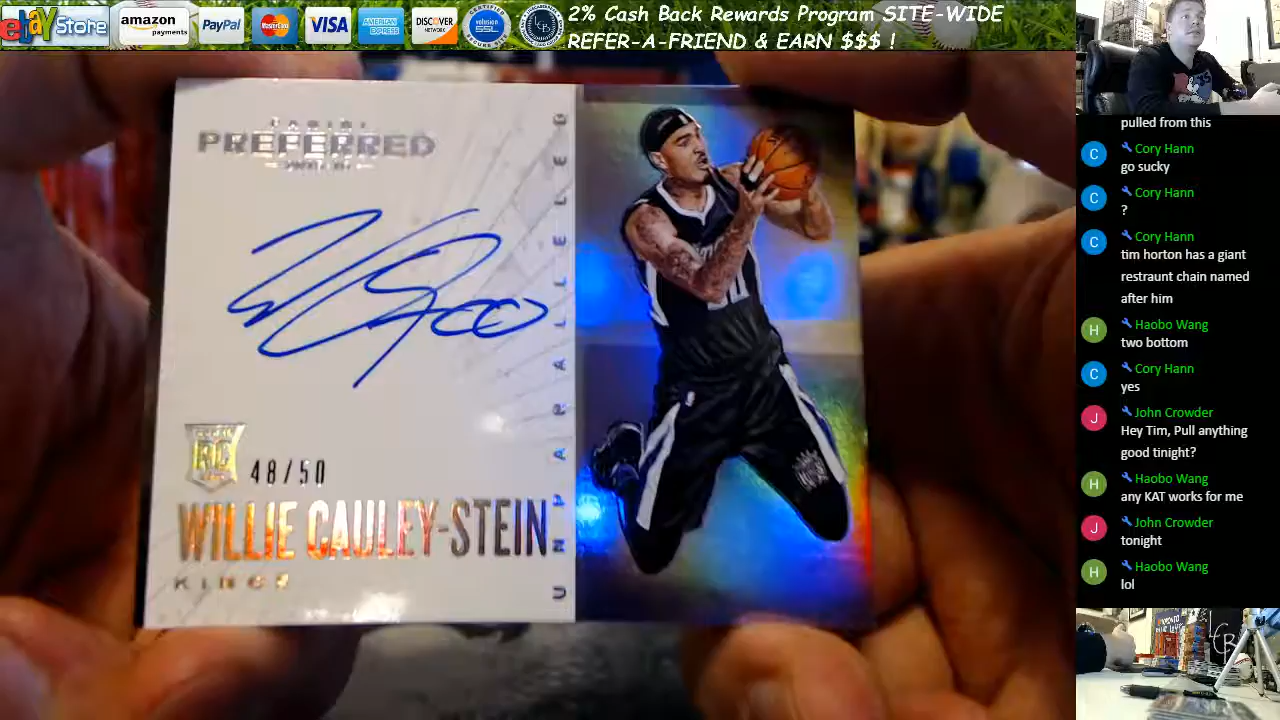 ebay Store
amazon
payments
PayPal
MasterCard
VISA
AMERICAN
EXPRESS
DISCOVER
NETWORK
SSL
2% Cash Back Rewards Program SITE-WIDE
REFER-A-FRIEND & EARN $$$ !
PANINI
PREFERRED
UNPARALLELED
RC
48/50
WILLIE CAULEY-STEIN
KINGS
pulled from this
C Cory Hann
go sucky
C Cory Hann
?
C Cory Hann
tim horton has a giant
restraunt chain named
after him
H Haobo Wang
two bottom
C Cory Hann
yes
J John Crowder
Hey Tim, Pull anything
good tinight?
H Haobo Wang
any KAT works for me
J John Crowder
tonight
H Haobo Wang
lol